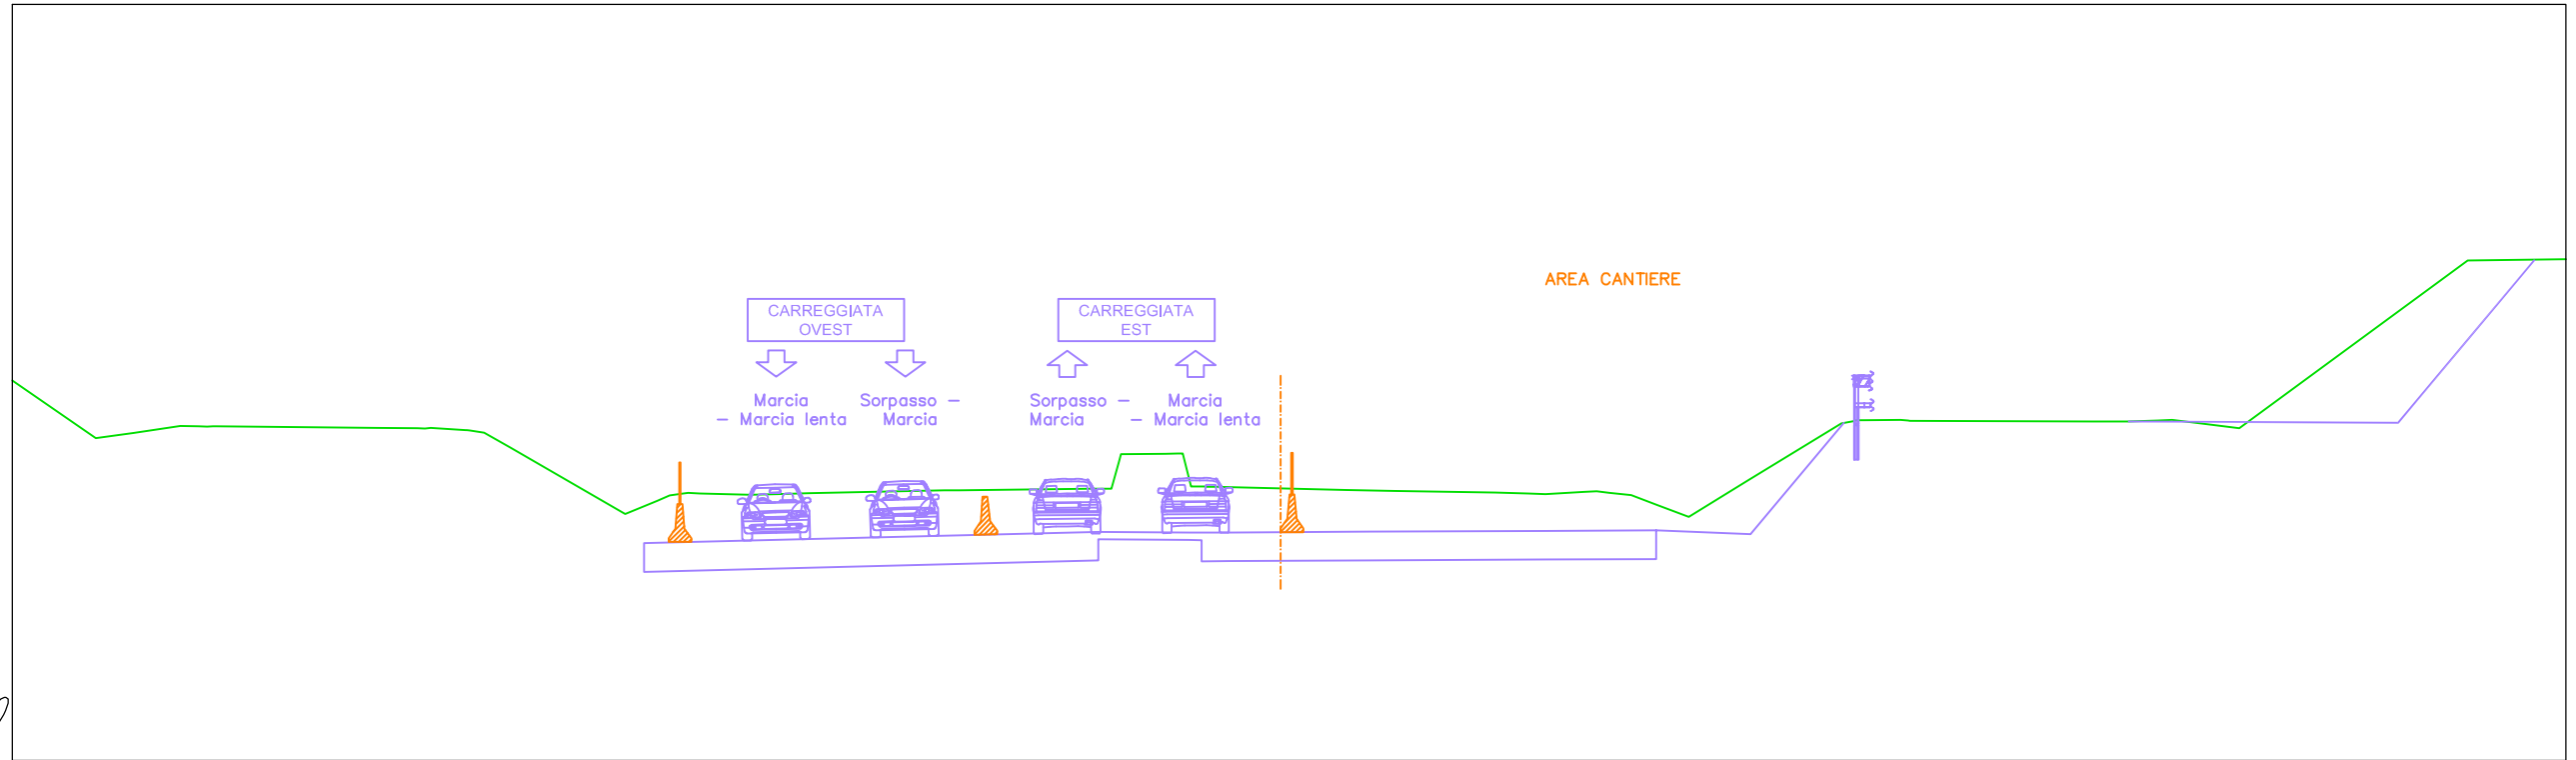 AREA CANTIERE
CARREGGIATA
OVEST
CARREGGIATA
EST
Marcia
- Marcia lenta
Sorpasso -
Marcia
Sorpasso -
Marcia
Marcia
- Marcia lenta